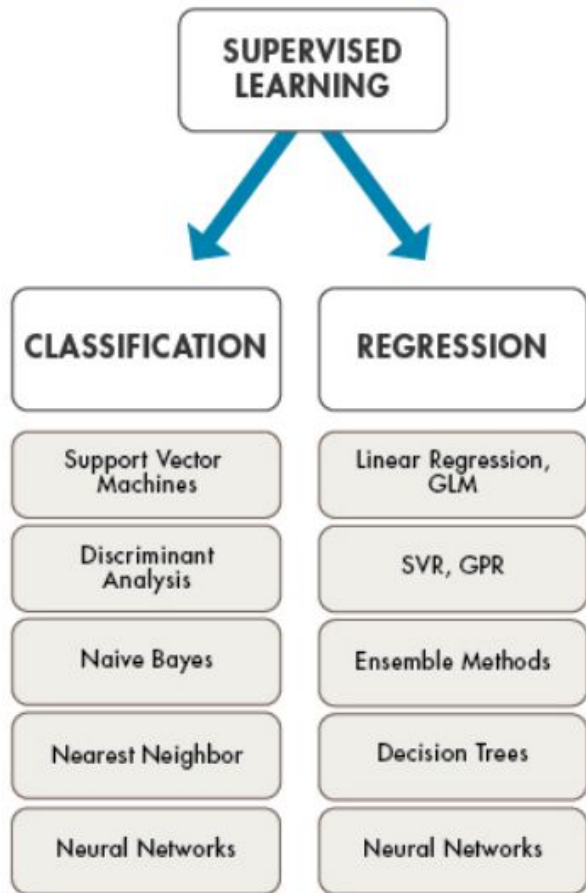 SUPERVISED
LEARNING
CLASSIFICATION
Support Vector
Machines
Discriminant
Analysis
Naive Bayes
Nearest Neighbor
Neural Networks
REGRESSION
Linear Regression,
GLM
SVR, GPR
Ensemble Methods
Decision Trees
Neural Networks